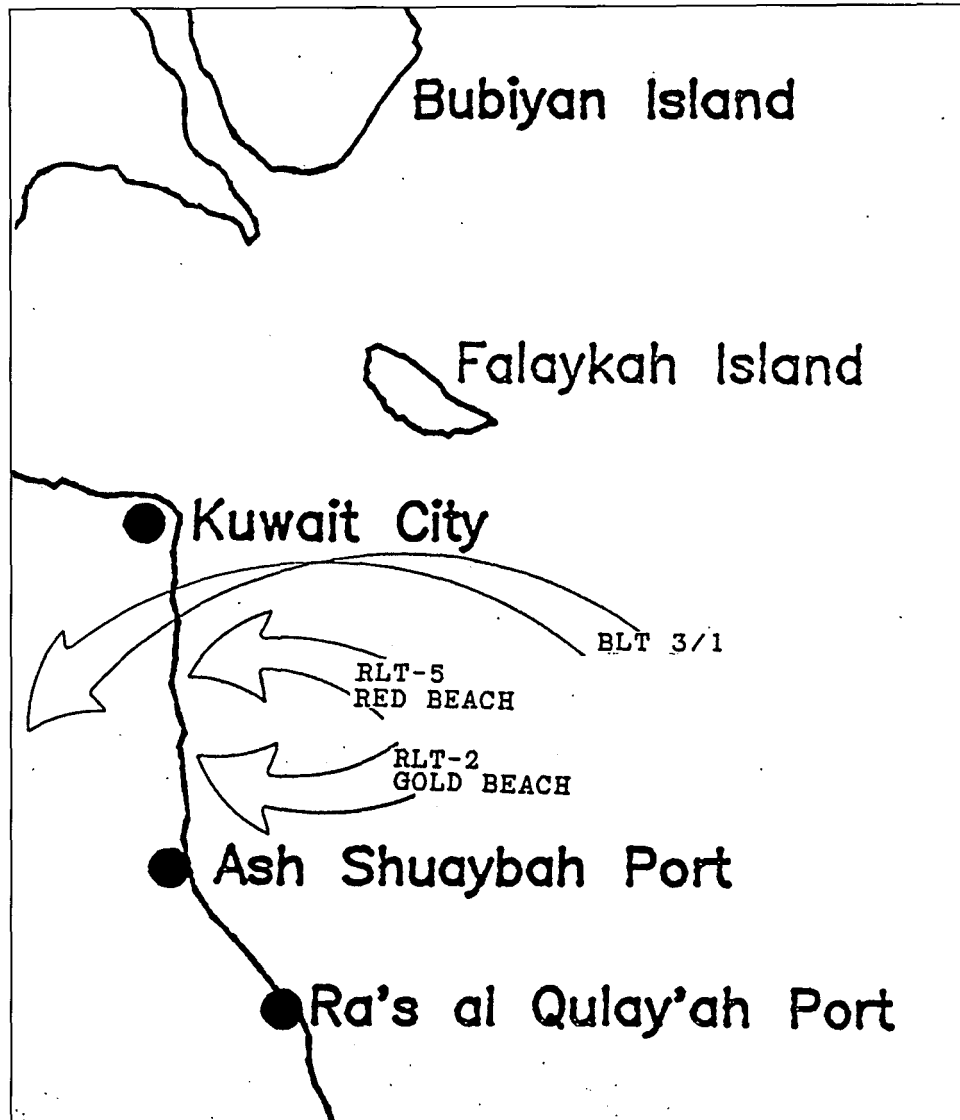 Bubiyan Island
Falaykah Island
Kuwait City
BLT 3/1
RLT-5
RED BEACH
RLT-2
GOLD BEACH
Ash Shuaybah Port
Ra's al Qulay'ah Port